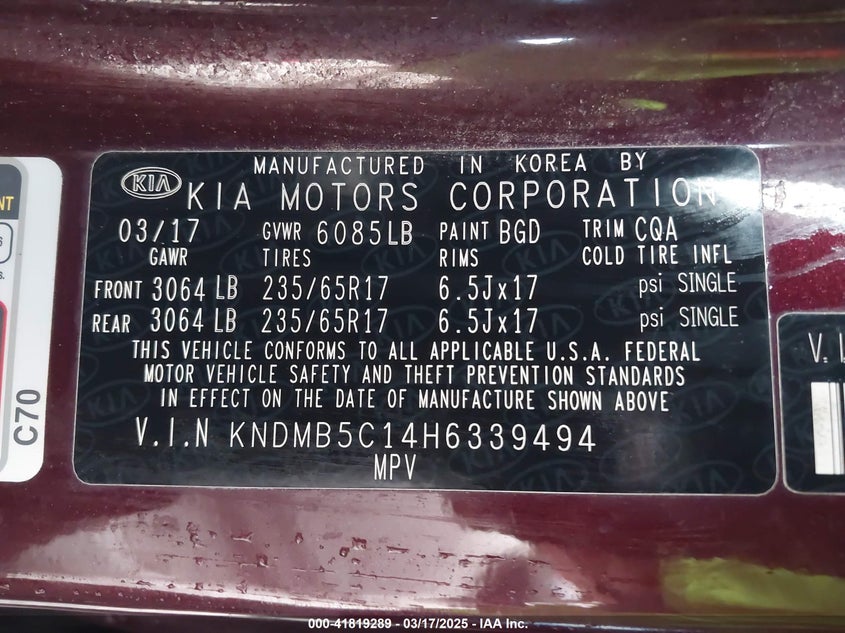 MANUFACTURED IN KOREA BY
KIA KIA MOTORS CORPORATION
03/17 GVWR 6085LB PAINT BGD TRIM CQA
GAWR TIRES RIMS COLD TIRE INFL
FRONT 3064 LB 235/65R17 6.5Jx17 psi SINGLE
REAR 3064 LB 235/65R17 6.5Jx17 psi SINGLE
THIS VEHICLE CONFORMS TO ALL APPLICABLE U.S.A. FEDERAL
MOTOR VEHICLE SAFETY AND THEFT PREVENTION STANDARDS
IN EFFECT ON THE DATE OF MANUFACTURE SHOWN ABOVE
V.I.N KNDMB5C14H6339494
MPV
C70
000-41819289 - 03/17/2025 - IAA Inc.